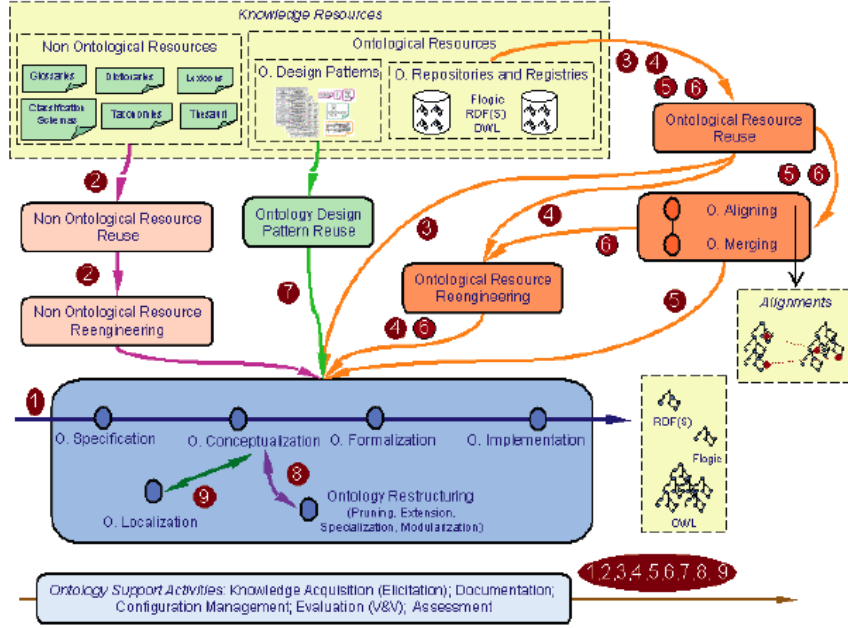 Knowledge Resources
Non Ontological Resources
Glossaries
Dictionaries
Lexicons
Classification
Schemas
Taxonomies
Thesauri
Ontological Resources
O. Design Patterns
O. Repositories and Registries
Flogic
RDF(S)
OWL
3 4
5 6
Ontological Resource
Reuse
2
Non Ontological Resource
Reuse
2
Non Ontological Resource
Reengineering
Ontology Design
Pattern Reuse
7
3
4
5 6
O. Aligning
O. Merging
6
Ontological Resource
Reengineering
4 6
5
Alignments
1
O. Specification
O. Conceptualization
O. Formalization
O. Implementation
9
8
O. Localization
Ontology Restructuring
(Pruning, Extension,
Specialization, Modularization)
RDF(S)
Flogic
OWL
1,2,3,4,5,6,7,8, 9
Ontology Support Activities: Knowledge Acquisition (Elicitation); Documentation;
Configuration Management; Evaluation (V&V); Assessment